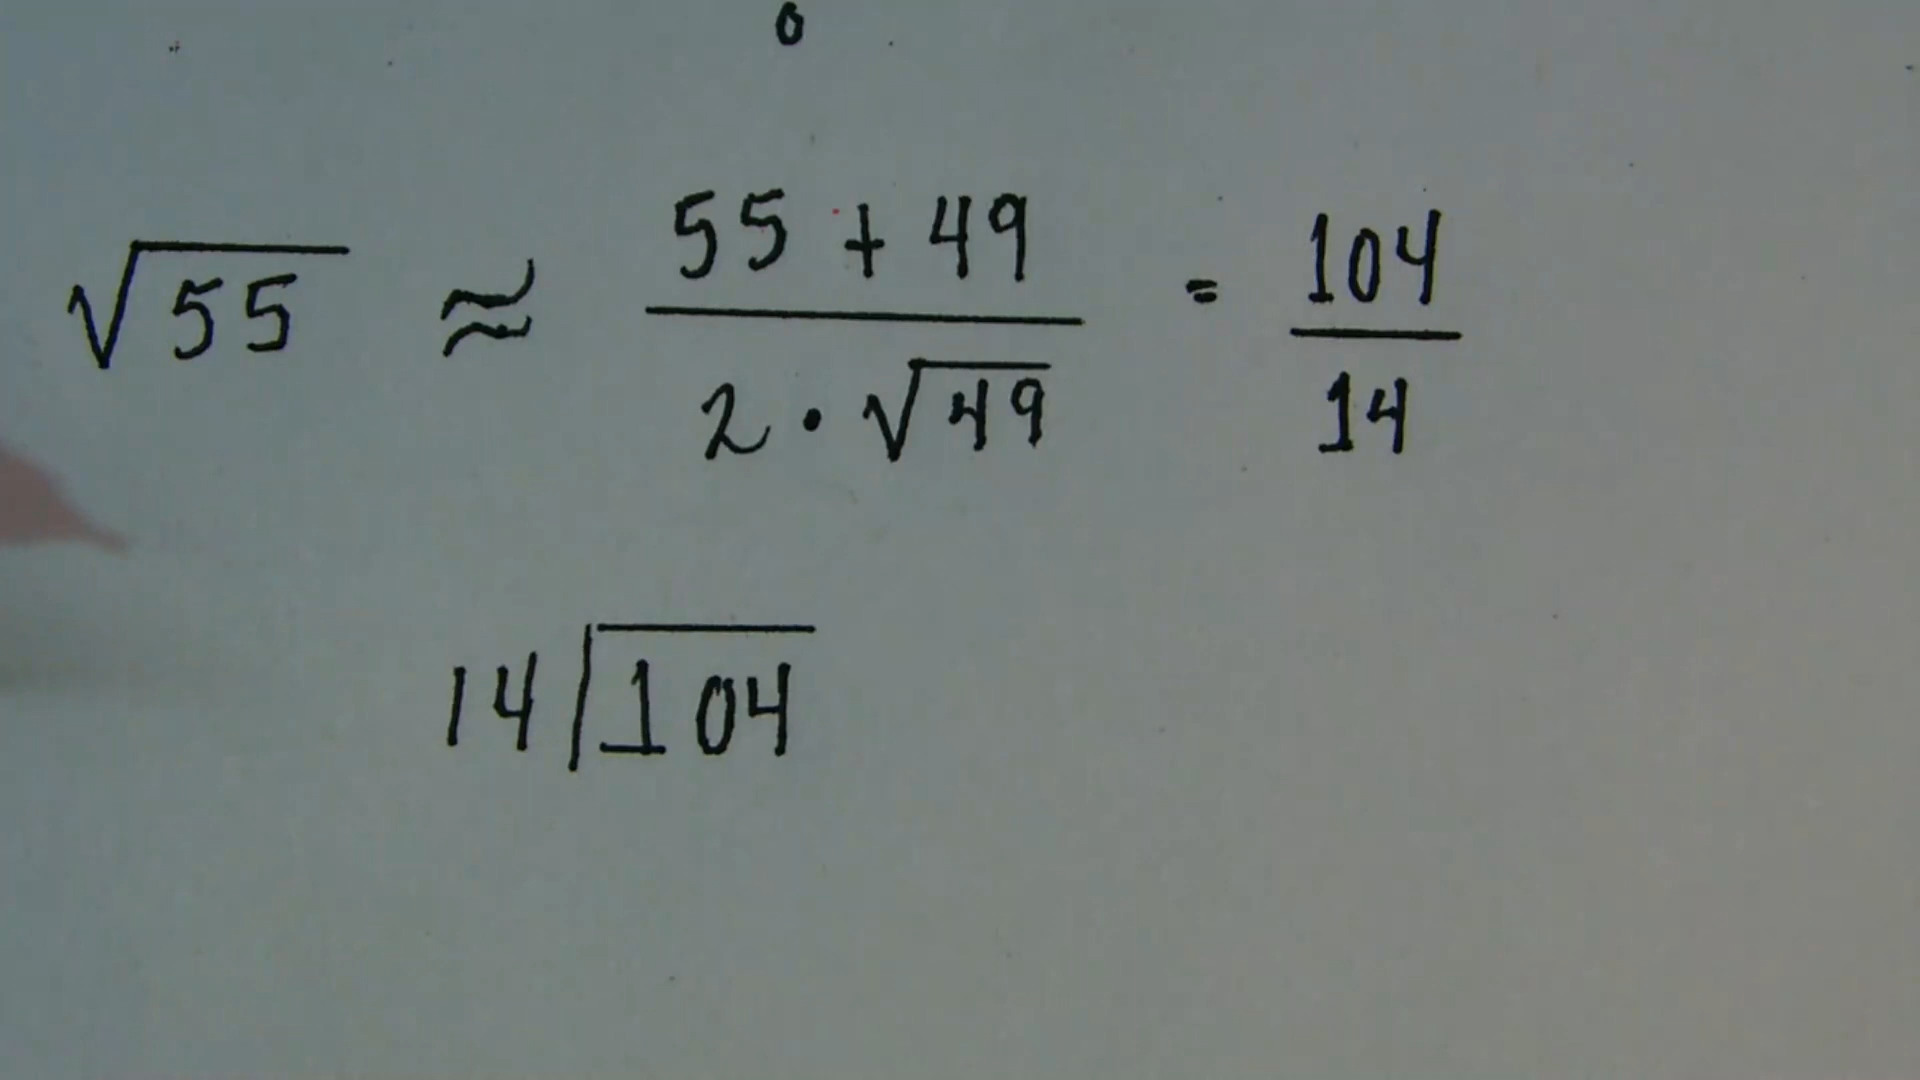 0
√55 ≈ (55 + 49) / (2 · √49) = 104 / 14
14 | 104